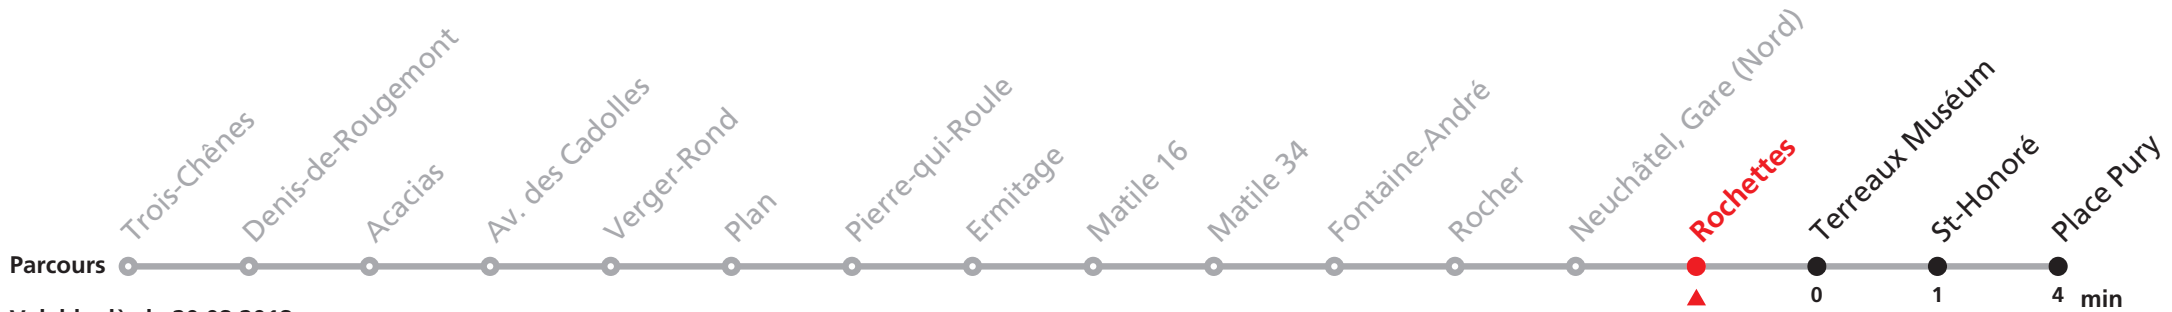 Trois-Chênes
Denis-de-Rougemont
Acacias
Av. des Cadolles
Verger-Rond
Plan
Pierre-qui-Roule
Ermitage
Matile 16
Matile 34
Fontaine-André
Rocher
Neuchâtel, Gare (Nord)
Rochettes
Terreaux Muséum
St-Honoré
Place Pury
Parcours
0 1 4 min